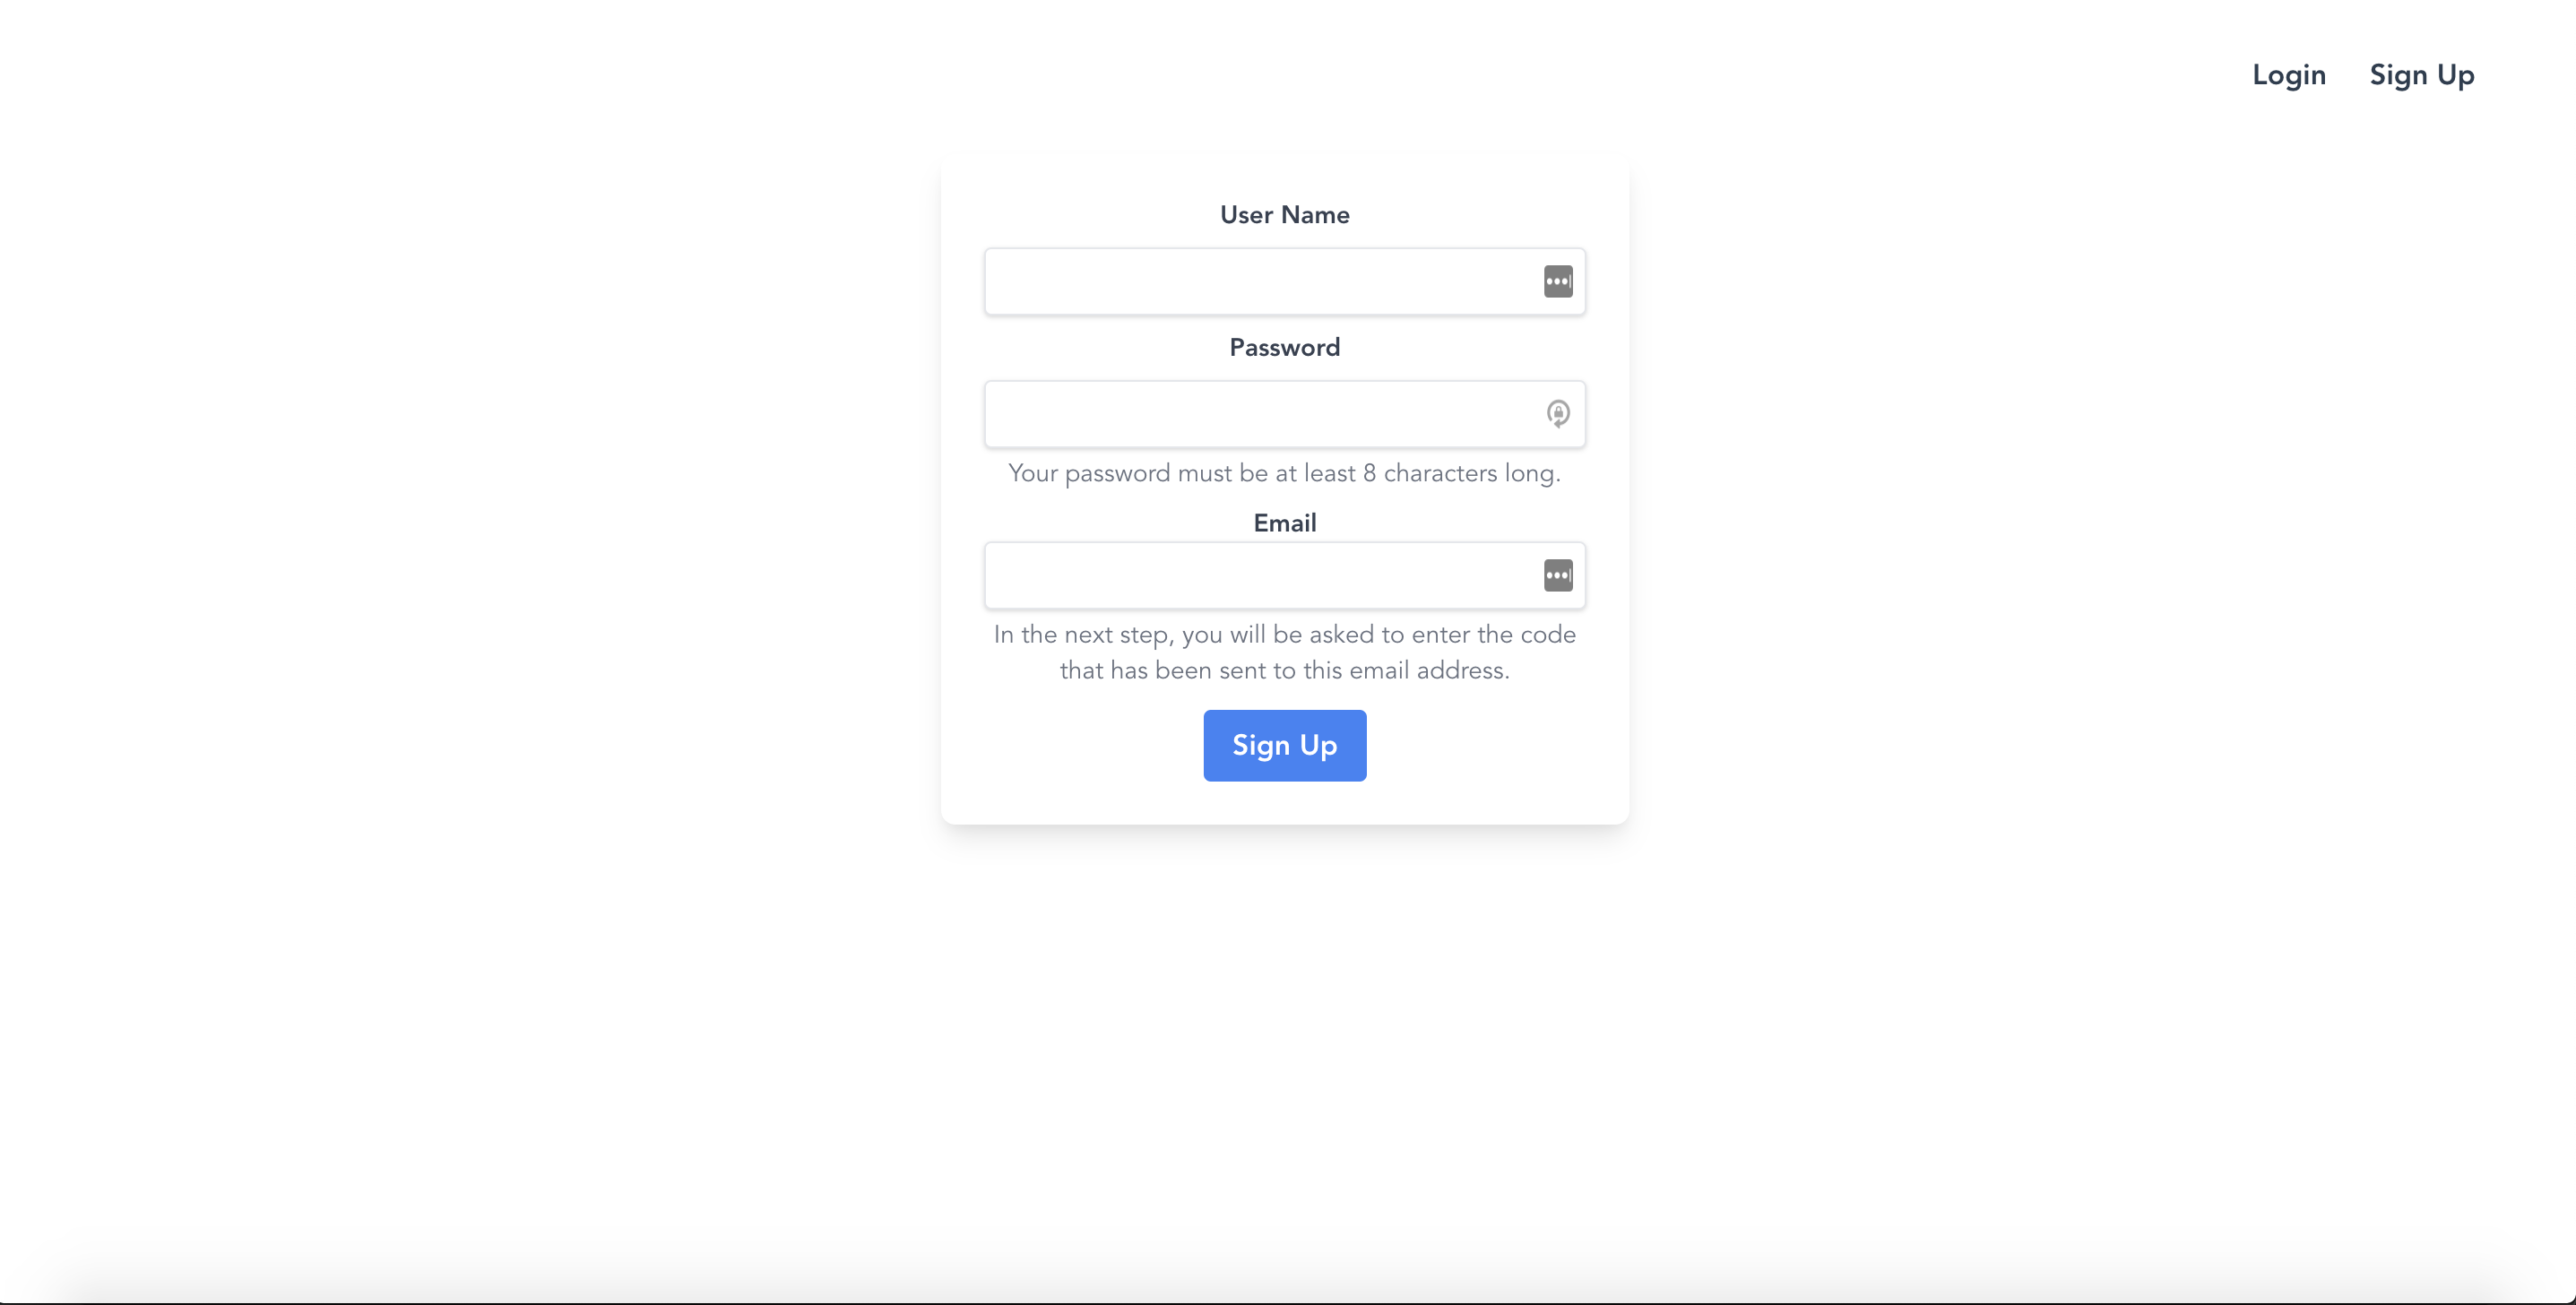 Login Sign Up
User Name
Password
Your password must be at least 8 characters long.
Email
In the next step, you will be asked to enter the code
that has been sent to this email address.
Sign Up